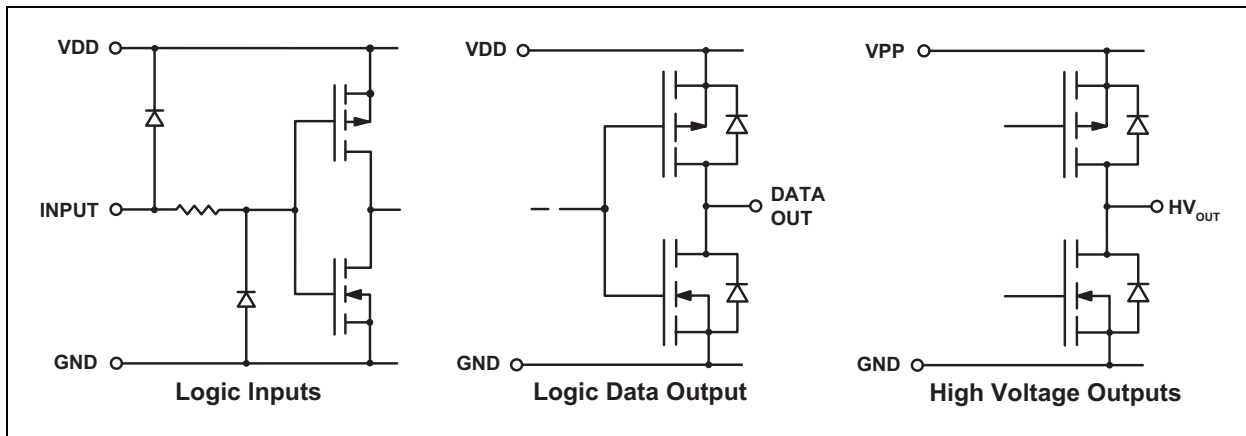 VDD
INPUT
GND
Logic Inputs
VDD
DATA
OUT
GND
Logic Data Output
VPP
HVOUT
GND
High Voltage Outputs